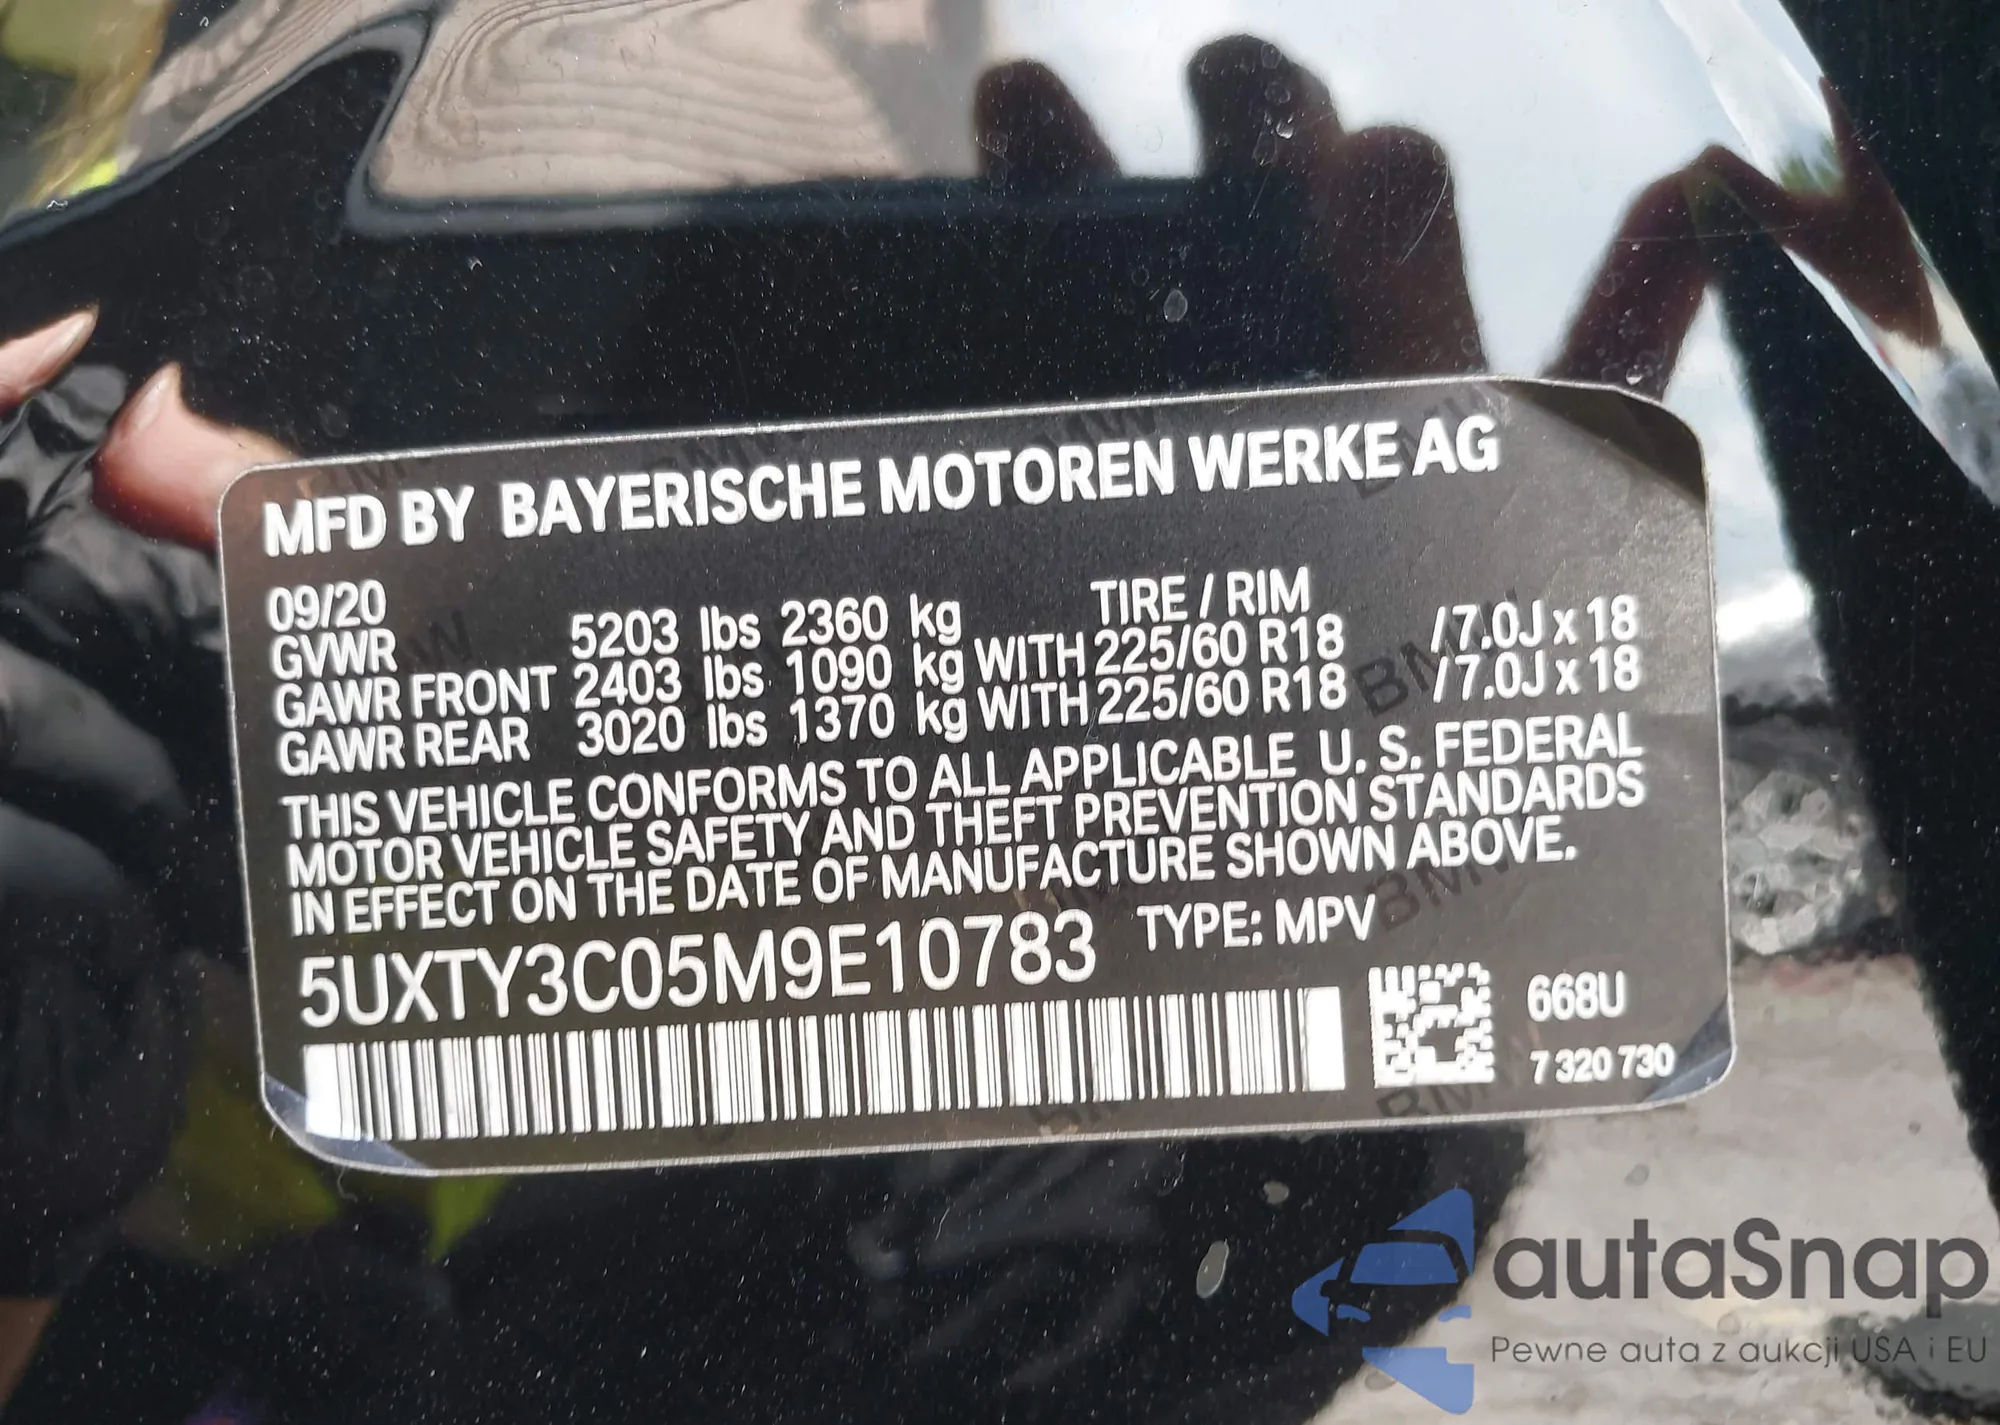 MFD BY BAYERISCHE MOTOREN WERKE AG
09/20 TIRE / RIM
GVWR 5203 lbs 2360 kg
GAWR FRONT 2403 lbs 1090 kg WITH 225/60 R18 /7.0J x 18
GAWR REAR 3020 lbs 1370 kg WITH 225/60 R18 /7.0J x 18
THIS VEHICLE CONFORMS TO ALL APPLICABLE U. S. FEDERAL
MOTOR VEHICLE SAFETY AND THEFT PREVENTION STANDARDS
IN EFFECT ON THE DATE OF MANUFACTURE SHOWN ABOVE.
5UXTY3C05M9E10783 TYPE: MPV
668U
7 320 730
autaSnap
Pewne auta z aukcji USA i EU